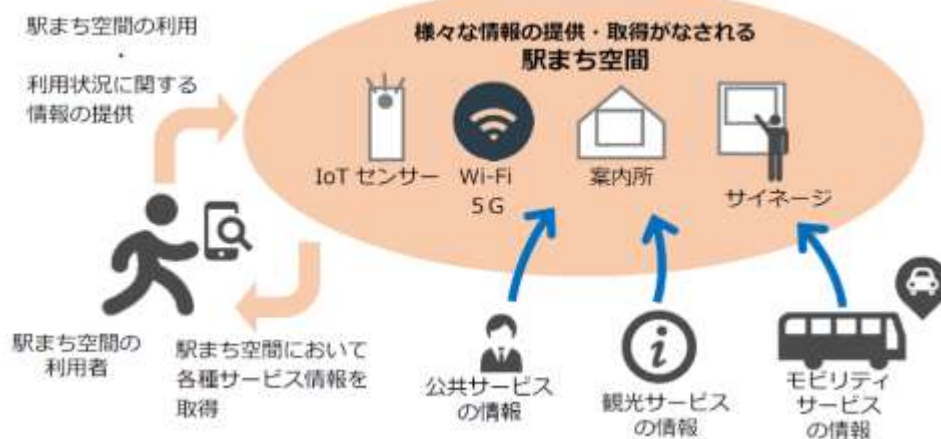 駅まち空間の利用
・
利用状況に関する
情報の提供
様々な情報の提供・取得がなされる
駅まち空間
IoT センサー
Wi-Fi
5G
案内所
サイネージ
駅まち空間の
利用者
駅まち空間において
各種サービス情報を
取得
公共サービス
の情報
観光サービス
の情報
モビリティ
サービス
の情報